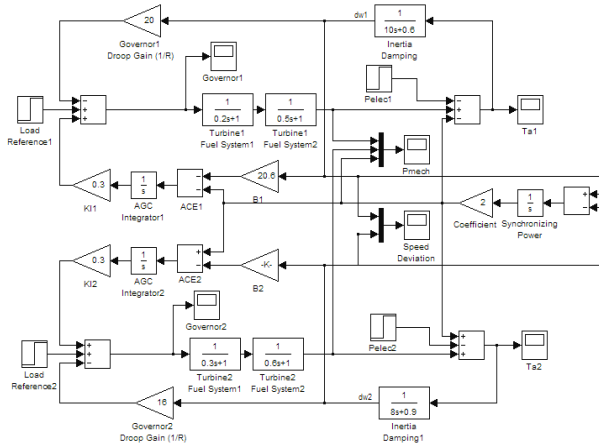 20
Governor1
Droop Gain (1/R)
dw1
1
10s+0.6
Inertia
Damping
Governor1
Pelec1
Load
Reference1
1
0.2s+1
Turbine1
Fuel System1
1
0.5s+1
Turbine1
Fuel System2
Ta1
Pmech
0.3
KI1
1
s
AGC
Integrator1
ACE1
20.6
B1
2
Coefficient
1
s
Synchronizing
Power
Speed
Deviation
0.3
KI2
1
s
AGC
Integrator2
ACE2
-K-
B2
Governor2
Pelec2
Load
Reference2
1
0.3s+1
Turbine2
Fuel System1
1
0.6s+1
Turbine2
Fuel System2
Ta2
16
Governor2
Droop Gain (1/R)
dw2
1
8s+0.9
Inertia
Damping1